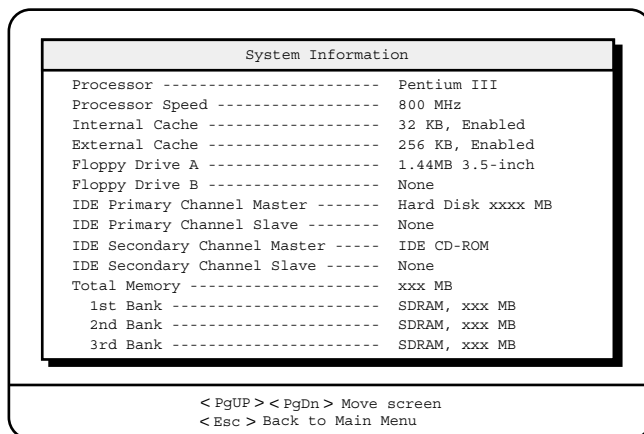 System Information
Processor ------------------------ Pentium III
Processor Speed ------------------ 800 MHz
Internal Cache ------------------- 32 KB, Enabled
External Cache ------------------- 256 KB, Enabled
Floppy Drive A ------------------- 1.44MB 3.5-inch
Floppy Drive B ------------------- None
IDE Primary Channel Master ------- Hard Disk xxxx MB
IDE Primary Channel Slave -------- None
IDE Secondary Channel Master ----- IDE CD-ROM
IDE Secondary Channel Slave ------ None
Total Memory --------------------- xxx MB
1st Bank ----------------------- SDRAM, xxx MB
2nd Bank ----------------------- SDRAM, xxx MB
3rd Bank ----------------------- SDRAM, xxx MB
< PgUP > < PgDn > Move screen
< Esc > Back to Main Menu